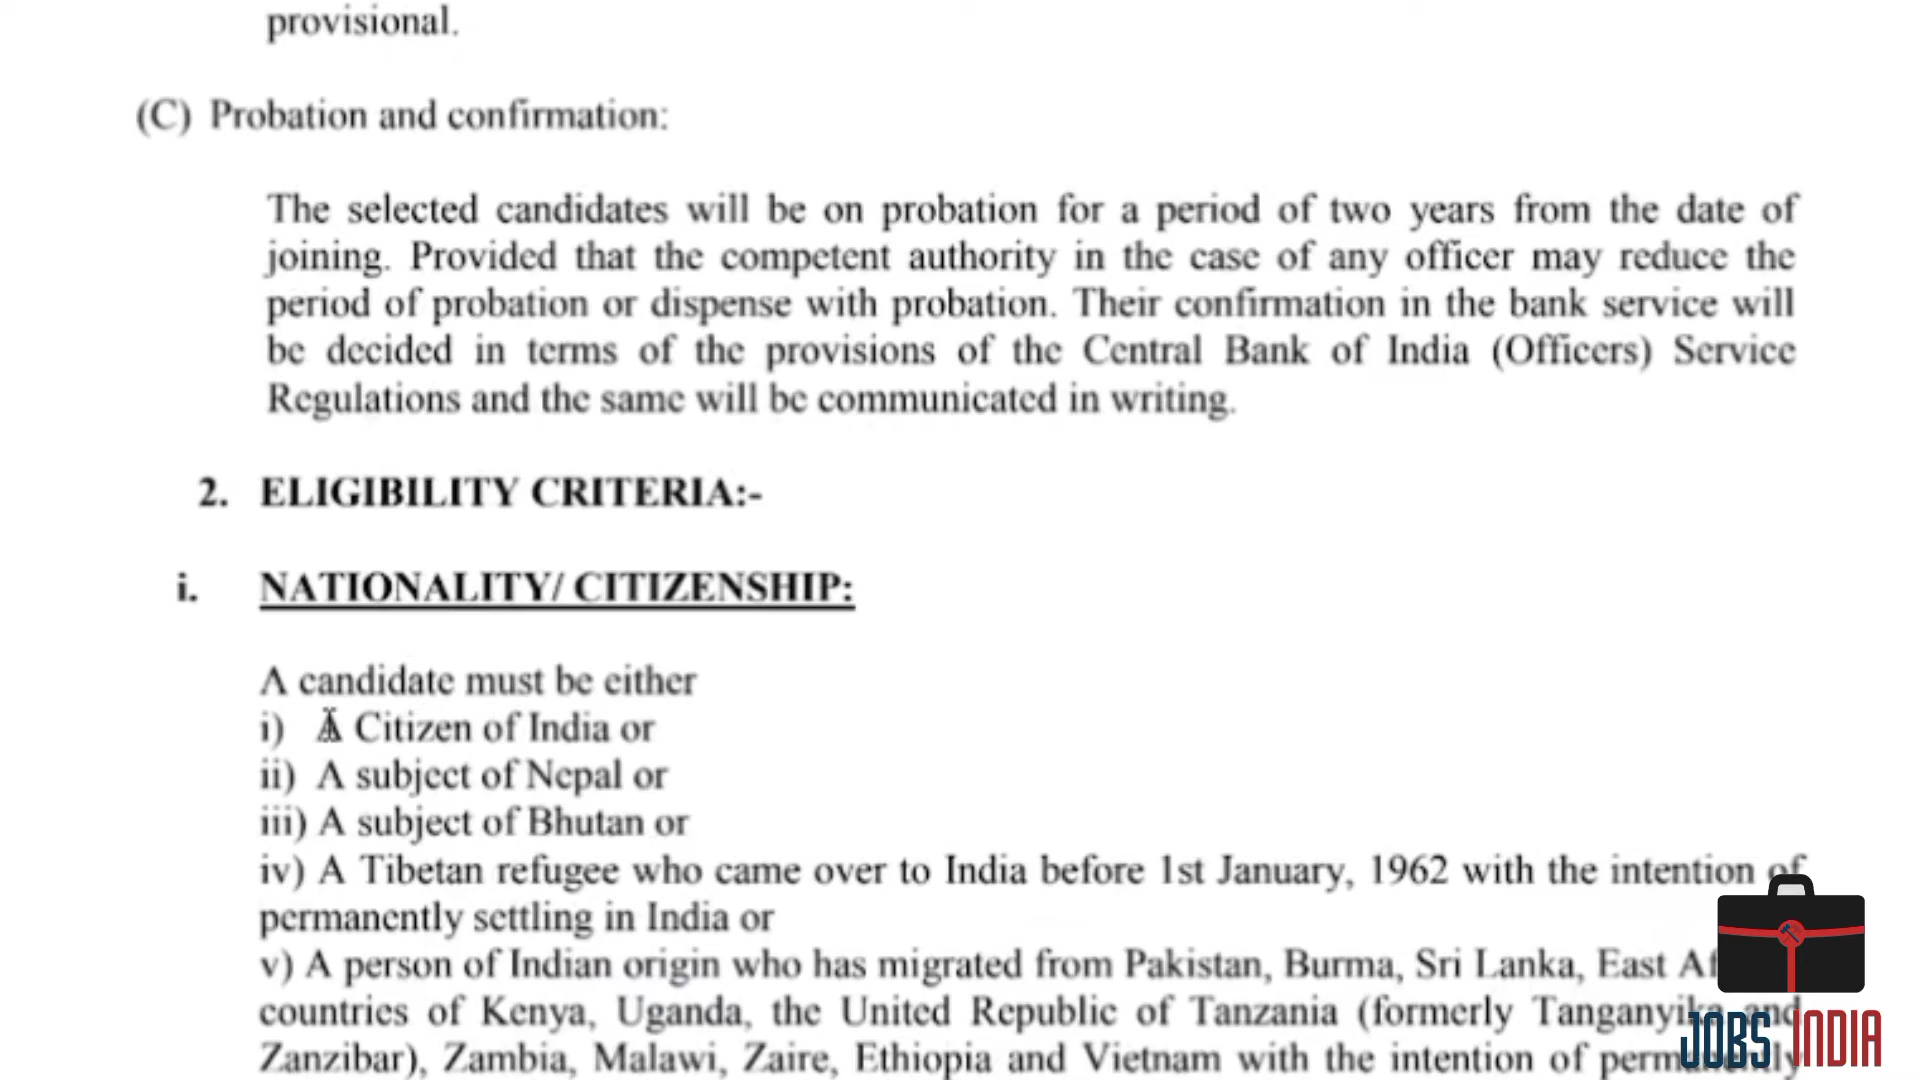 provisional.
(C) Probation and confirmation:
The selected candidates will be on probation for a period of two years from the date of
joining. Provided that the competent authority in the case of any officer may reduce the
period of probation or dispense with probation. Their confirmation in the bank service will
be decided in terms of the provisions of the Central Bank of India (Officers) Service
Regulations and the same will be communicated in writing.
2. ELIGIBILITY CRITERIA:-
i. NATIONALITY/ CITIZENSHIP:
A candidate must be either
i) A Citizen of India or
ii) A subject of Nepal or
iii) A subject of Bhutan or
iv) A Tibetan refugee who came over to India before 1st January, 1962 with the intention of
permanently settling in India or
v) A person of Indian origin who has migrated from Pakistan, Burma, Sri Lanka, East
countries of Kenya, Uganda, the United Republic of Tanzania (formerly Tanganyika and
Zanzibar), Zambia, Malawi, Zaire, Ethiopia and Vietnam with the intention of permanently
JOBS INDIA